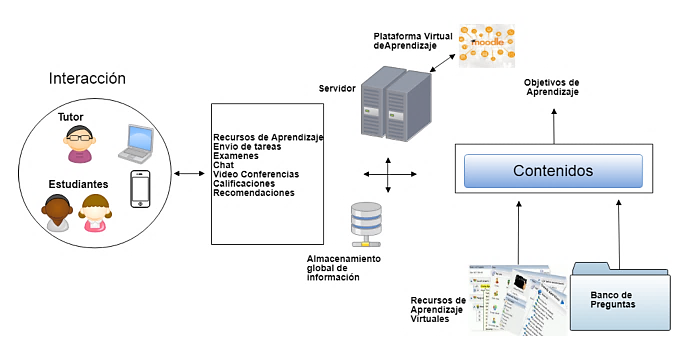 Interacción
Tutor
Estudiantes
Recursos de Aprendizaje
Envio de tareas
Examenes
Chat
Video Conferencias
Calificaciones
Recomendaciones
Plataforma Virtual
deAprendizaje
moodle
Servidor
Almacenamiento
global de
información
Objetivos de
Aprendizaje
Contenidos
Recursos de
Aprendizaje
Virtuales
Banco de
Preguntas